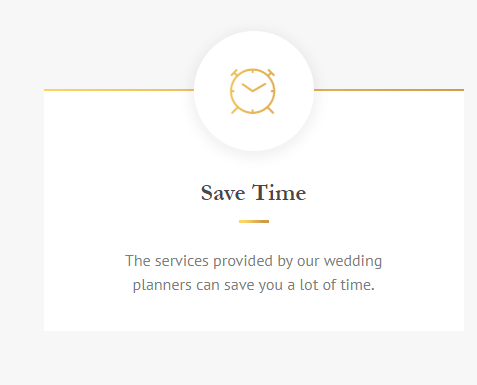 Save Time
The services provided by our wedding
planners can save you a lot of time.